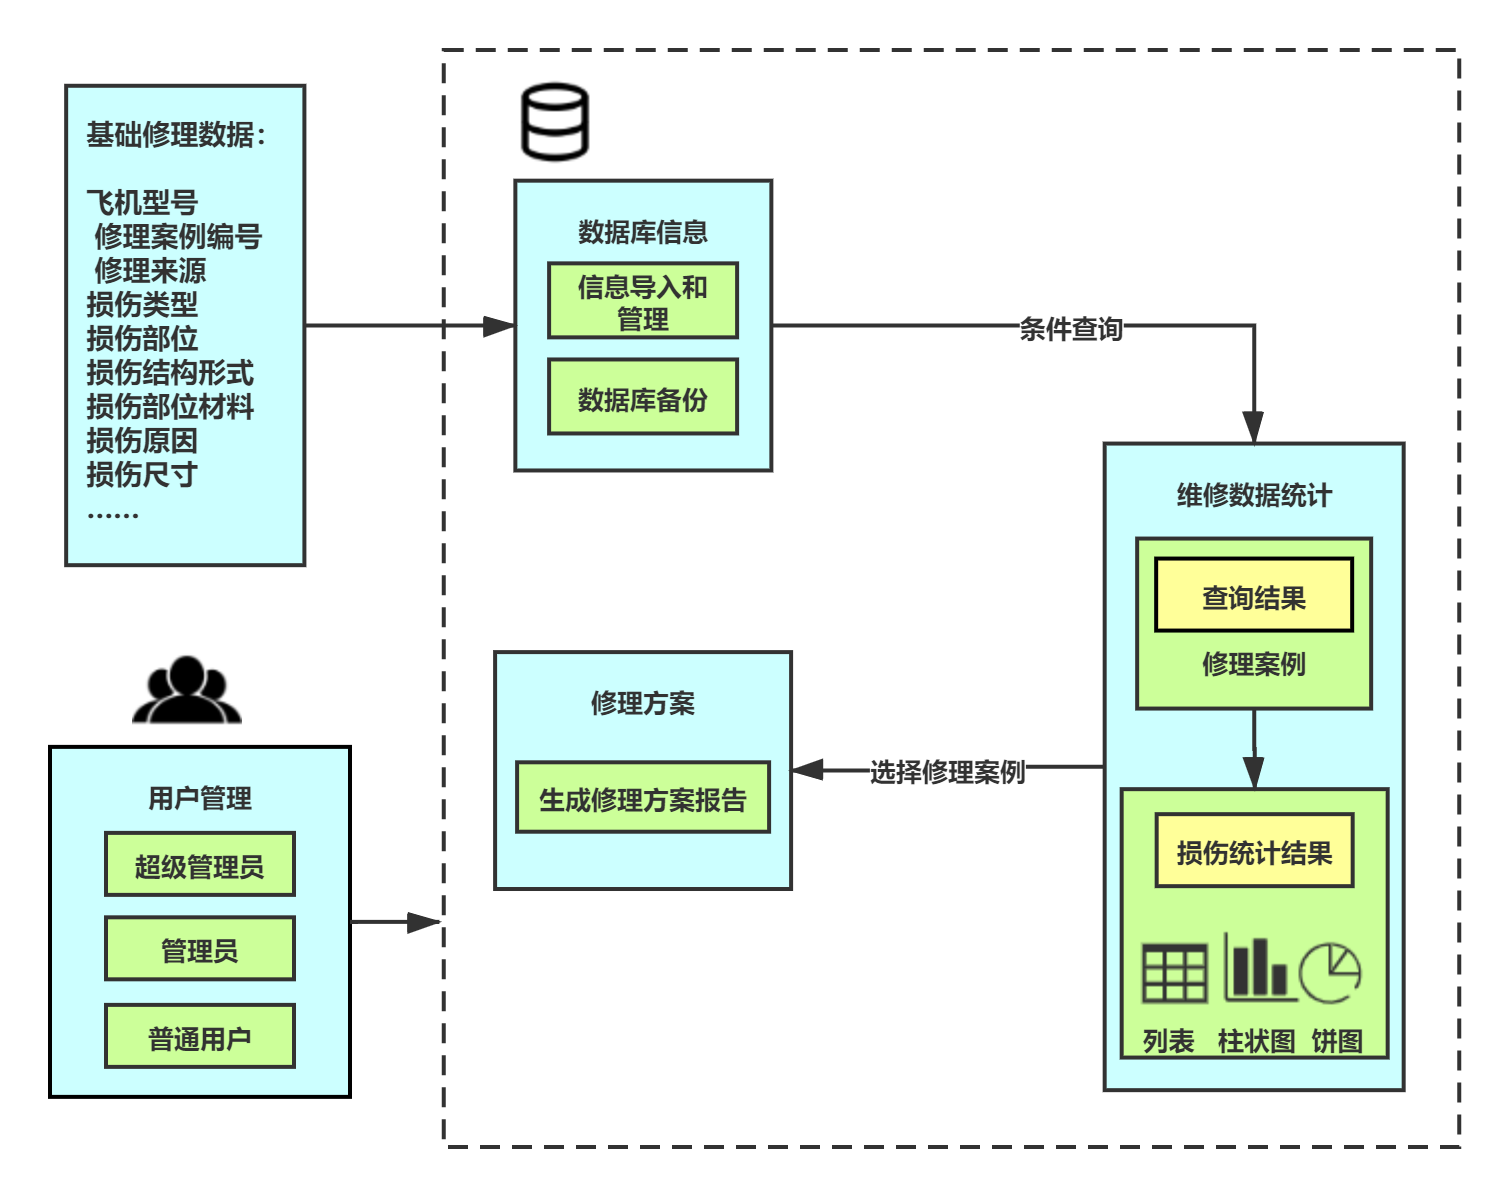 基础修理数据：
飞机型号
修理案例编号
修理来源
损伤类型
损伤部位
损伤结构形式
损伤部位材料
损伤原因
损伤尺寸
……
数据库信息
信息导入和
管理
数据库备份
条件查询
维修数据统计
查询结果
修理案例
损伤统计结果
列表 柱状图 饼图
选择修理案例
修理方案
生成修理方案报告
用户管理
超级管理员
管理员
普通用户